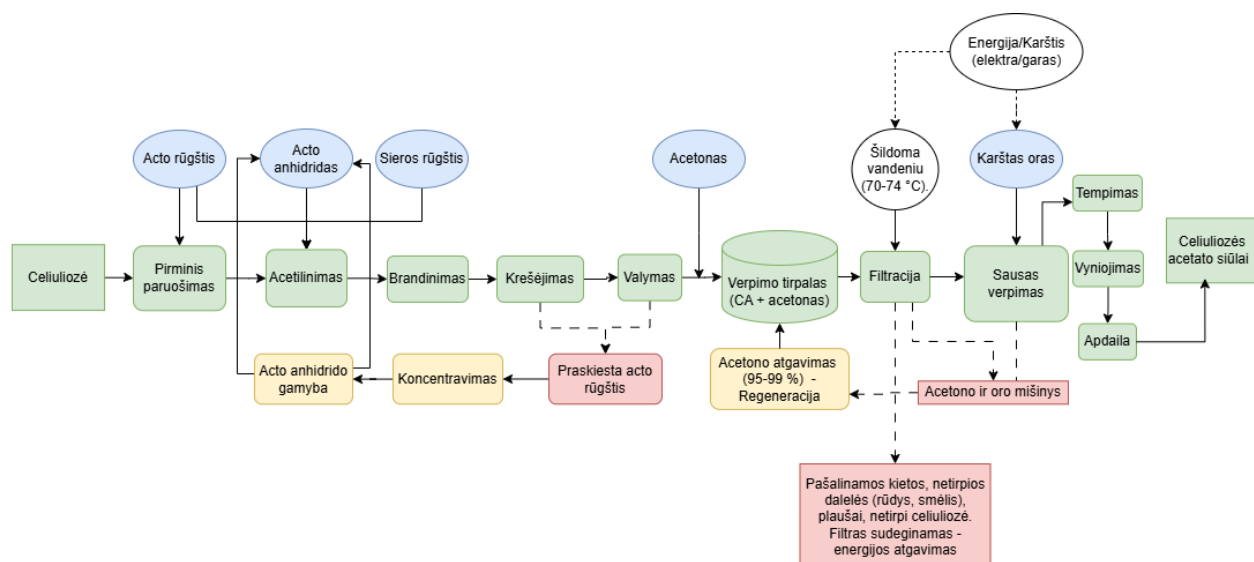 Energija/Karštis
(elektra/garas)
Acto rūgštis
Acto
anhidridas
Sieros rūgštis
Acetonas
Šildoma
vandeniu
(70-74 °C).
Karštas oras
Tempimas
Celiuliozė
Pirminis
paruošimas
Acetilinimas
Brandinimas
Krešėjimas
Valymas
Verpimo tirpalas
(CA + acetonas)
Filtracija
Sausas
verpimas
Vyniojimas
Celiuliozės
acetato siūlai
Apdaila
Acto anhidrido
gamyba
Koncentravimas
Praskiesta acto
rūgštis
Acetono atgavimas
(95-99 %) -
Regeneracija
Acetono ir oro mišinys
Pašalinamos kietos, netirpios
dalelės (rūdys, smėlis),
plaušai, netirpi celiuliozė.
Filtras sudeginamas -
energijos atgavimas